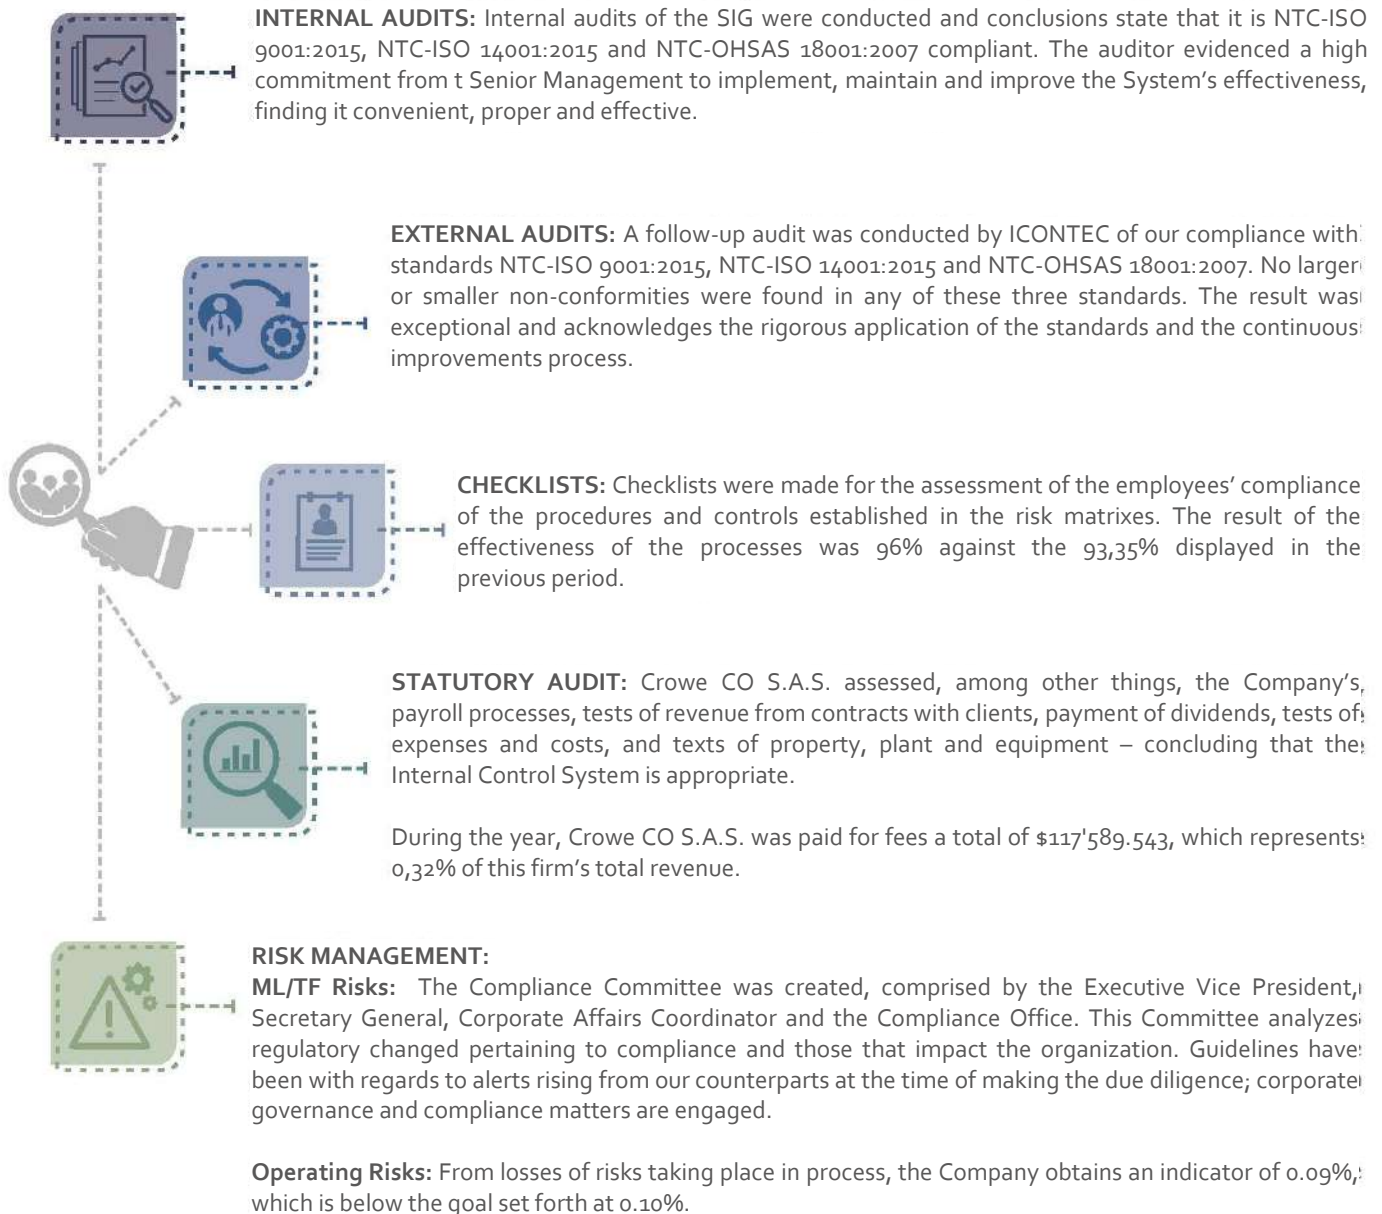 INTERNAL AUDITS: Internal audits of the SIG were conducted and conclusions state that it is NTC-ISO
9001:2015, NTC-ISO 14001:2015 and NTC-OHSAS 18001:2007 compliant. The auditor evidenced a high
commitment from t Senior Management to implement, maintain and improve the System’s effectiveness,
finding it convenient, proper and effective.
EXTERNAL AUDITS: A follow-up audit was conducted by ICONTEC of our compliance with
standards NTC-ISO 9001:2015, NTC-ISO 14001:2015 and NTC-OHSAS 18001:2007. No larger
or smaller non-conformities were found in any of these three standards. The result was
exceptional and acknowledges the rigorous application of the standards and the continuous
improvements process.
CHECKLISTS: Checklists were made for the assessment of the employees’ compliance
of the procedures and controls established in the risk matrixes. The result of the
effectiveness of the processes was 96% against the 93,35% displayed in the
previous period.
STATUTORY AUDIT: Crowe CO S.A.S. assessed, among other things, the Company’s,
payroll processes, tests of revenue from contracts with clients, payment of dividends, tests of
expenses and costs, and texts of property, plant and equipment – concluding that the
Internal Control System is appropriate.
During the year, Crowe CO S.A.S. was paid for fees a total of $117'589.543, which represents
0,32% of this firm’s total revenue.
RISK MANAGEMENT:
ML/TF Risks: The Compliance Committee was created, comprised by the Executive Vice President,
Secretary General, Corporate Affairs Coordinator and the Compliance Office. This Committee analyzes
regulatory changed pertaining to compliance and those that impact the organization. Guidelines have
been with regards to alerts rising from our counterparts at the time of making the due diligence; corporate
governance and compliance matters are engaged.
Operating Risks: From losses of risks taking place in process, the Company obtains an indicator of 0.09%,
which is below the goal set forth at 0.10%.